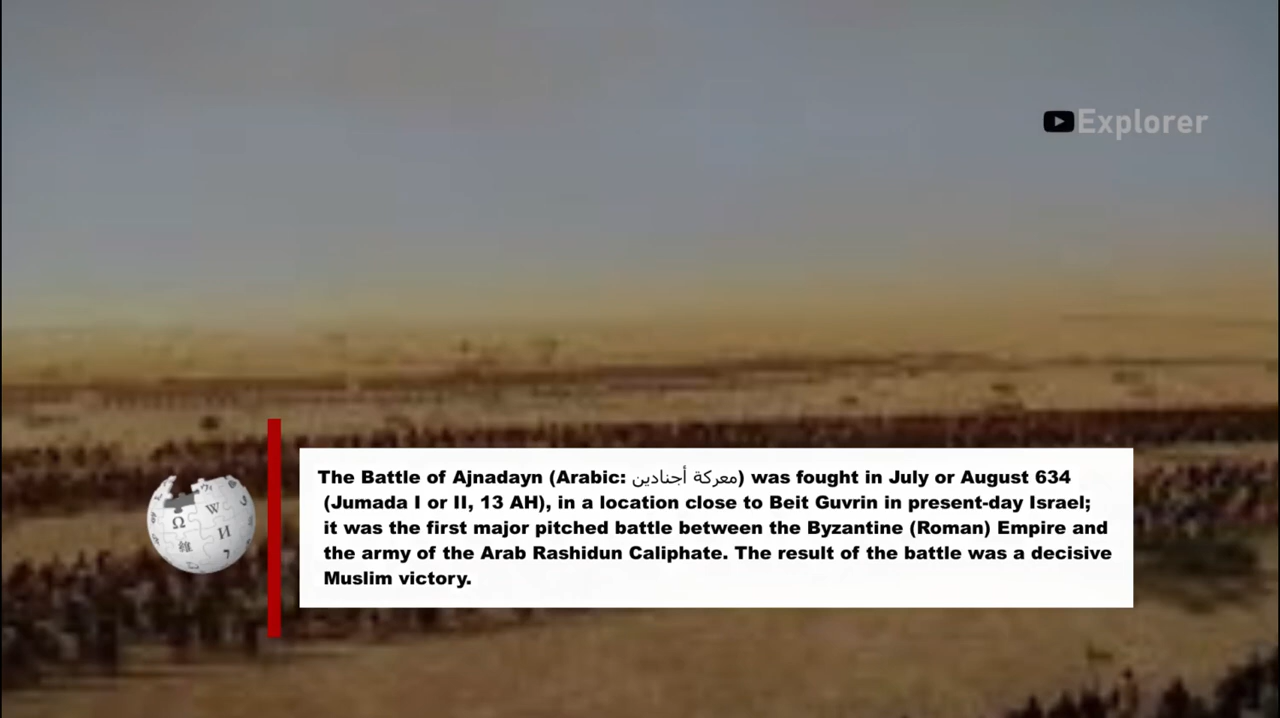 Explorer
The Battle of Ajnadayn (Arabic: معركة أجنادين) was fought in July or August 634
(Jumada I or II, 13 AH), in a location close to Beit Guvrin in present-day Israel;
it was the first major pitched battle between the Byzantine (Roman) Empire and
the army of the Arab Rashidun Caliphate. The result of the battle was a decisive
Muslim victory.